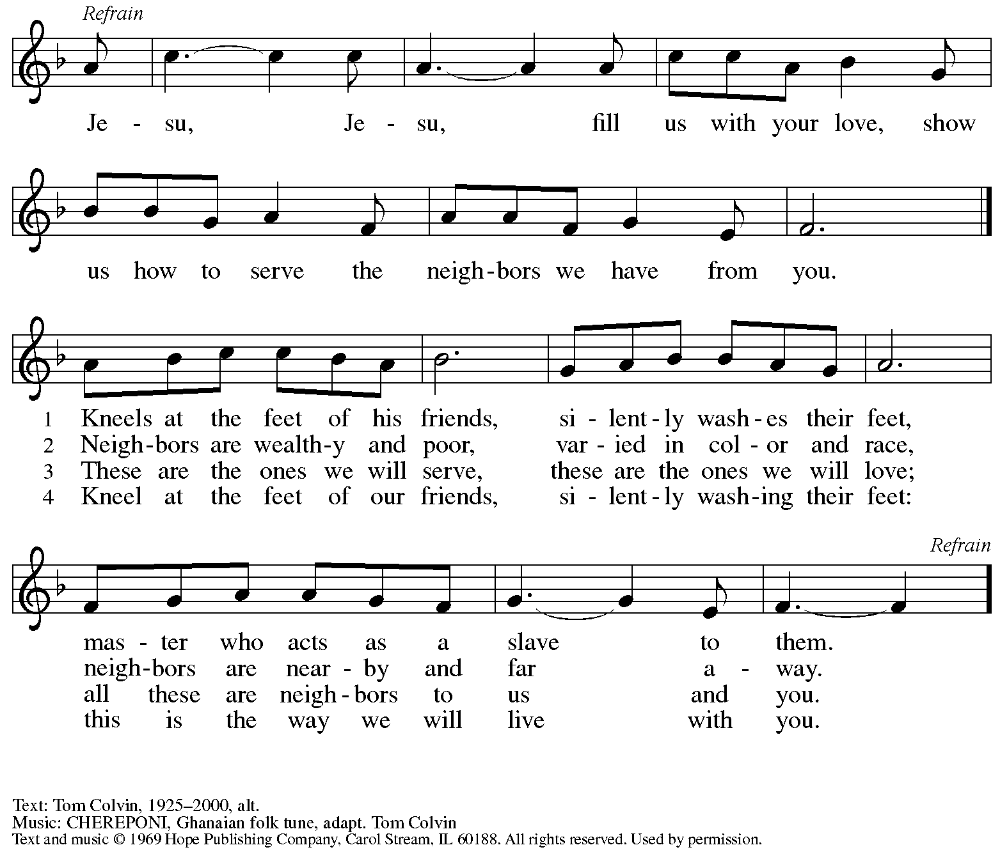 Refrain
Je - su, Je - su, fill us with your love, show
us how to serve the neigh - bors we have from you.
1 Kneels at the feet of his friends, si - lent - ly wash - es their feet,
2 Neigh - bors are wealth - y and poor, var - ied in col - or and race,
3 These are the ones we will serve, these are the ones we will love;
4 Kneel at the feet of our friends, si - lent - ly wash - ing their feet:
Refrain
mas - ter who acts as a slave to them.
neigh - bors are near - by and far a - way.
all these are neigh - bors to us and you.
this is the way we will live with you.
Text: Tom Colvin, 1925–2000, alt.
Music: CHEREPONI, Ghanaian folk tune, adapt. Tom Colvin
Text and music © 1969 Hope Publishing Company, Carol Stream, IL 60188. All rights reserved. Used by permission.